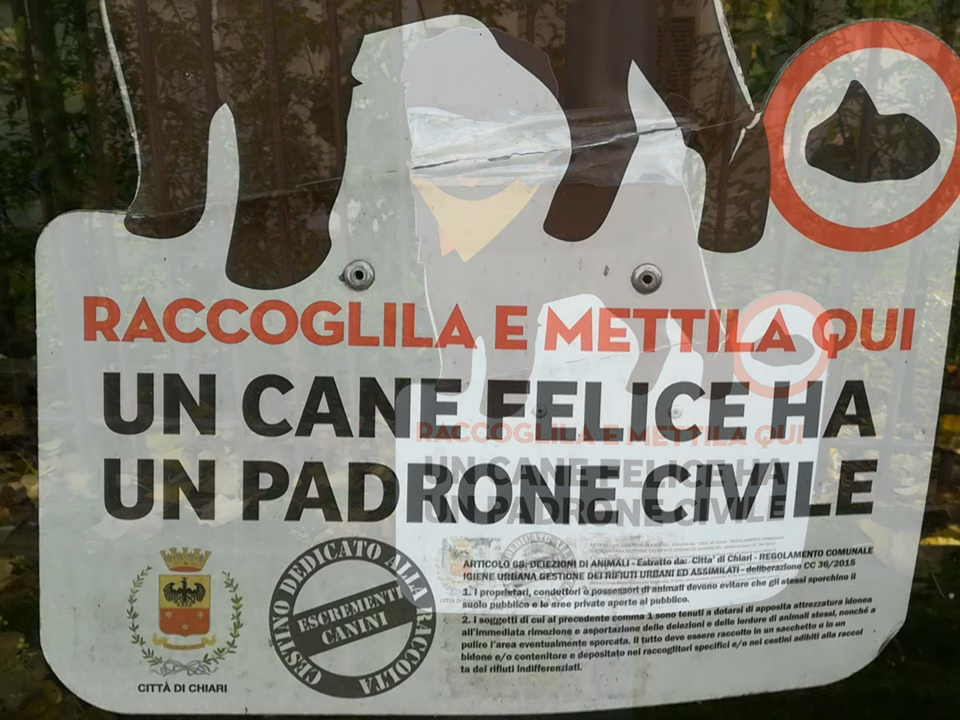 RACCOGLILA E METTILA QUI
UN CANE FELICE HA
UN PADRONE CIVILE
RACCOGLILA E METTILA QUI
UN CANE FELICE HA
UN PADRONE CIVILE
CITTÀ DI CHIARI
CESTINO DEDICATO ALLA RACCOLTA
ESCREMENTI
CANINI
ARTICOLO 68, DEIEZIONI DI ANIMALI - Estratto da: Citta' di Chiari - REGOLAMENTO COMUNALE
IGIENE URBANA GESTIONE DEI RIFIUTI URBANI ED ASSIMILATI - deliberazione CC 36/2015
1. I proprietari, conduttori o possessori di animali devono evitare che gli stessi sporchino il
suolo pubblico e le aree private aperte al pubblico.
2. I soggetti di cui al precedente comma 1 sono tenuti a dotarsi di apposita attrezzatura idonea
all'immediata rimozione e asportazione delle deiezioni e delle lordure di animali stessi, nonché a
pulire l'area eventualmente sporcata. Il tutto deve essere raccolto in un sacchetto e in un
bidone e/o contenitore e depositato nei raccoglitori specifici e/o nei cestini adibiti alla raccol
ta dei rifiuti indifferenziati.